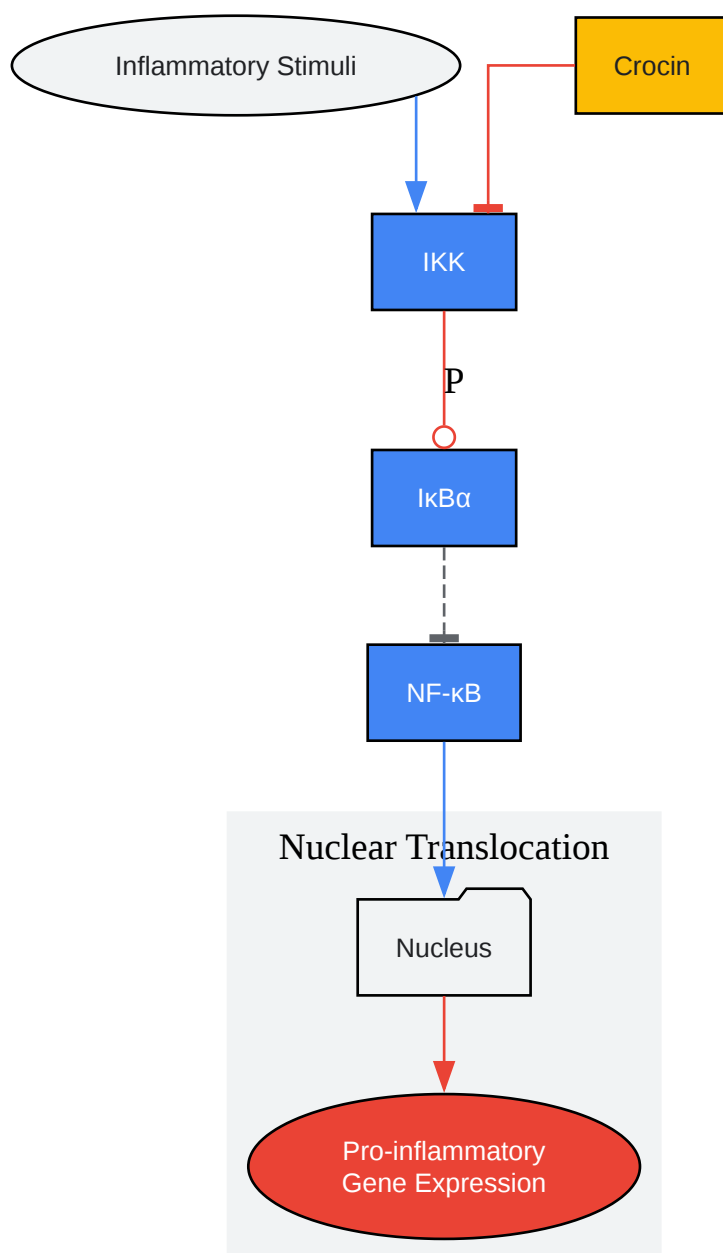 Inflammatory Stimuli
Crocin
IKK
P
IκBα
NF-κB
Nuclear Translocation
Nucleus
Pro-inflammatory
Gene Expression